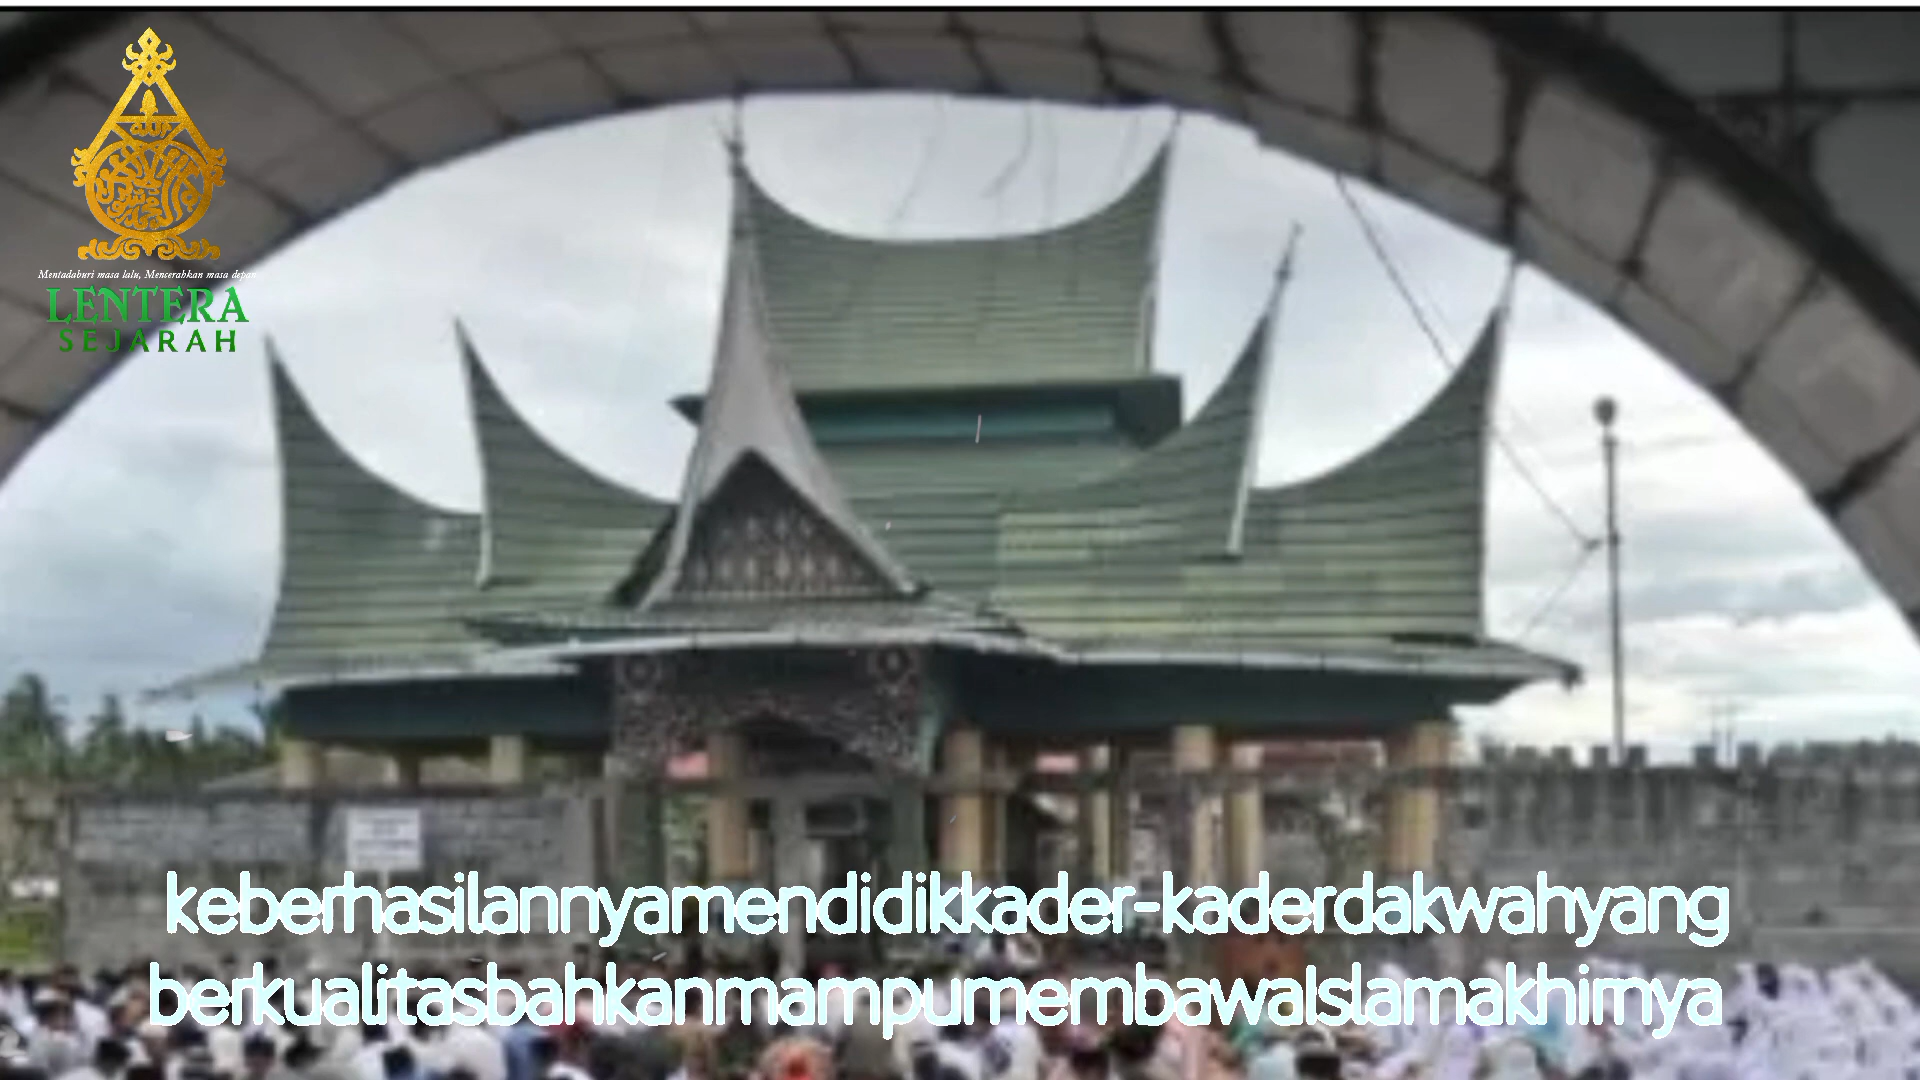 Mentadaburi masa lalu, Mencerahkan masa depan
LENTERA
SEJARAH
keberhasilannyamendidikkader-kaderdakwahyang
berkualitasbahkanmampumembawaIslamakhirnya